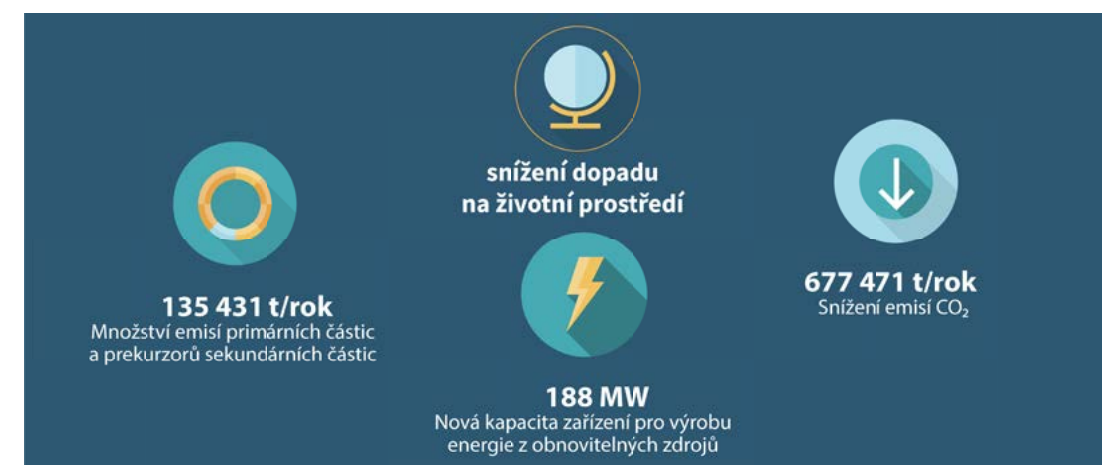 snížení dopadu
na životní prostředí
135 431 t/rok
Množství emisí primárních částic
a prekurzorů sekundárních částic
188 MW
Nová kapacita zařízení pro výrobu
energie z obnovitelných zdrojů
677 471 t/rok
Snížení emisí CO₂